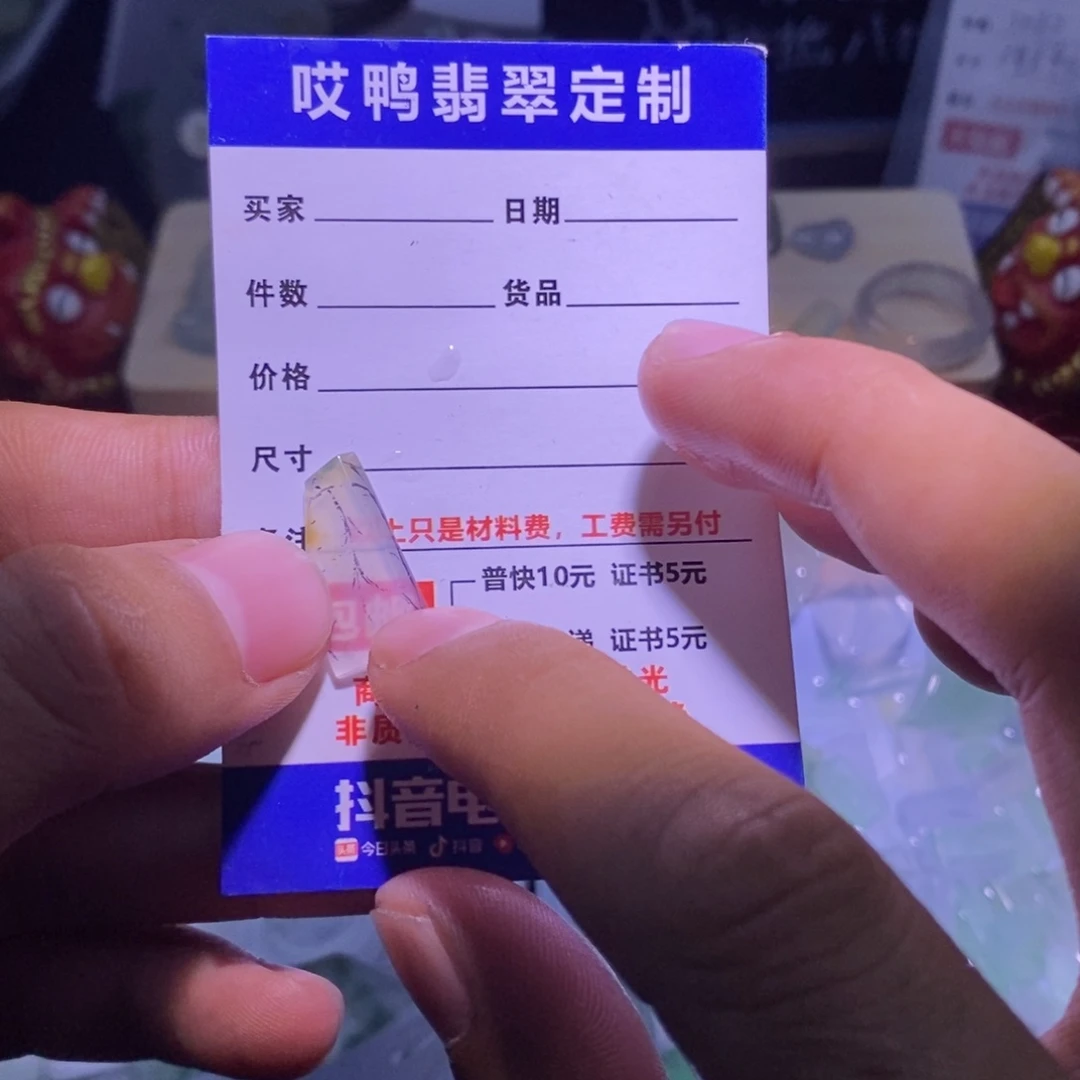 哎鸭翡翠定制
买家 日期
件数 货品
价格
尺寸
上只是材料费，工费需另付
普快10元 证书5元
递 证书5元
光
非质
抖音电
今日头条 抖音